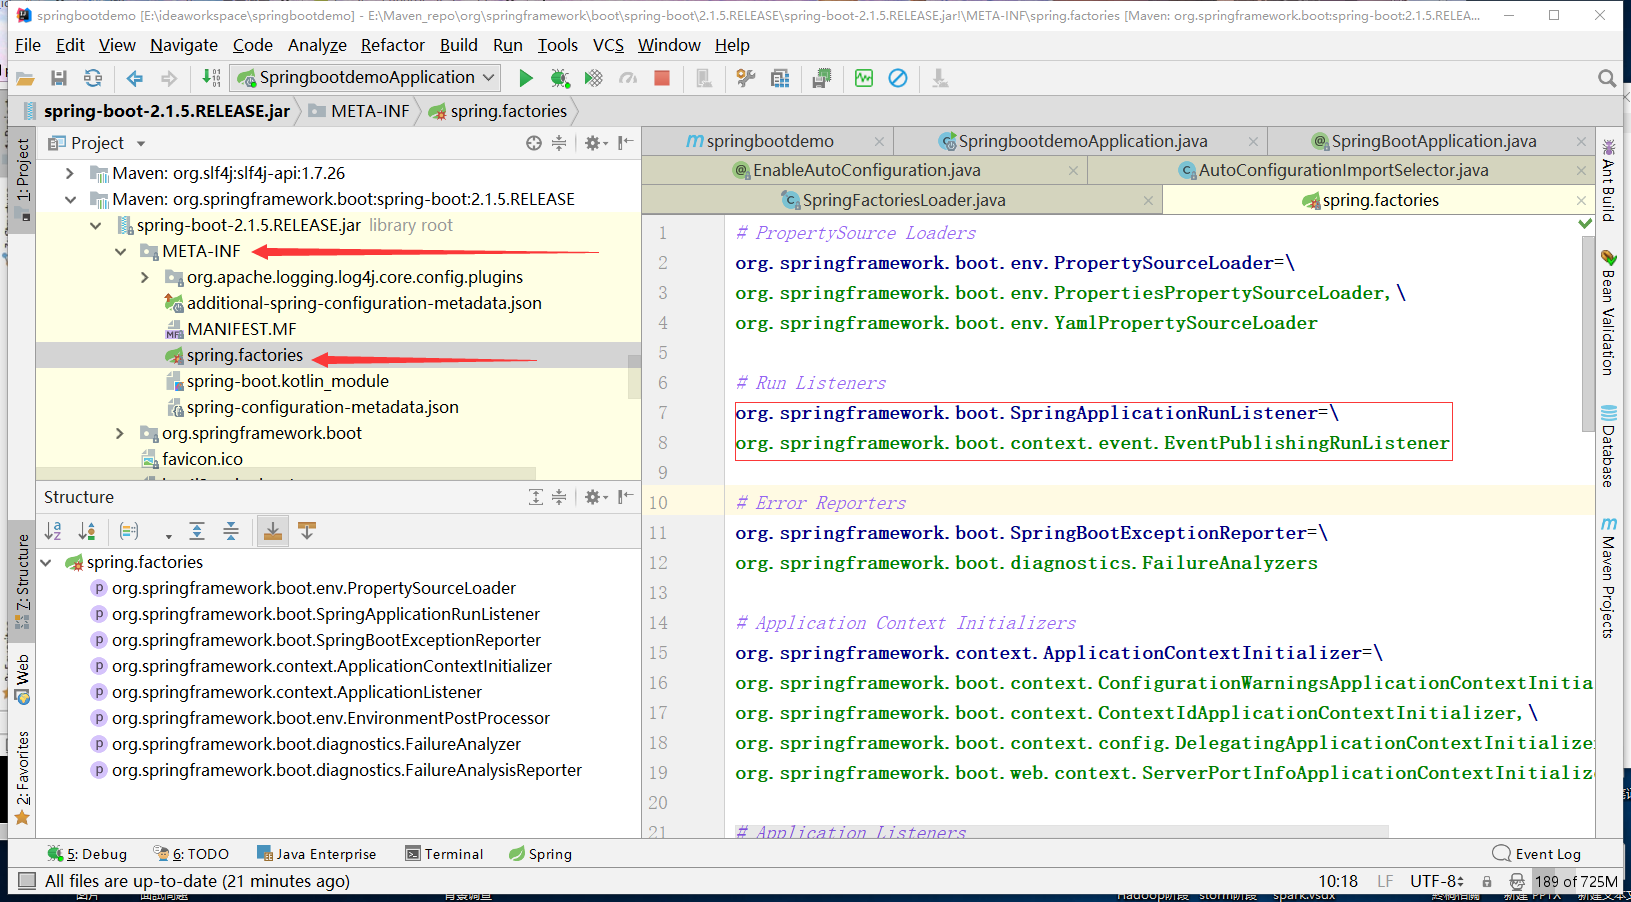 springbootdemo [E:\ideaworkspace\springbootdemo] - E:\Maven_repo\org\springframework\boot\spring-boot\2.1.5.RELEASE\spring-boot-2.1.5.RELEASE.jar!\META-INF\spring.factories [Maven: org.springframework.boot:spring-boot:2.1.5.RELEA...
File Edit View Navigate Code Analyze Refactor Build Run Tools VCS Window Help
SpringbootdemoApplication
spring-boot-2.1.5.RELEASE.jar META-INF spring.factories
1: Project
7: Structure
Web
2: Favorites
Project
Maven: org.slf4j:slf4j-api:1.7.26
Maven: org.springframework.boot:spring-boot:2.1.5.RELEASE
spring-boot-2.1.5.RELEASE.jar library root
META-INF
org.apache.logging.log4j.core.config.plugins
additional-spring-configuration-metadata.json
MANIFEST.MF
spring.factories
spring-boot.kotlin_module
spring-configuration-metadata.json
org.springframework.boot
favicon.ico
Structure
spring.factories
org.springframework.boot.env.PropertySourceLoader
org.springframework.boot.SpringApplicationRunListener
org.springframework.boot.SpringBootExceptionReporter
org.springframework.context.ApplicationContextInitializer
org.springframework.context.ApplicationListener
org.springframework.boot.env.EnvironmentPostProcessor
org.springframework.boot.diagnostics.FailureAnalyzer
org.springframework.boot.diagnostics.FailureAnalysisReporter
springbootdemo SpringbootdemoApplication.java SpringBootApplication.java
EnableAutoConfiguration.java AutoConfigurationImportSelector.java
SpringFactoriesLoader.java spring.factories
1 # PropertySource Loaders
2 org.springframework.boot.env.PropertySourceLoader=\
3 org.springframework.boot.env.PropertiesPropertySourceLoader,\
4 org.springframework.boot.env.YamlPropertySourceLoader
5
6 # Run Listeners
7 org.springframework.boot.SpringApplicationRunListener=\
8 org.springframework.boot.context.event.EventPublishingRunListener
9
10 # Error Reporters
11 org.springframework.boot.SpringBootExceptionReporter=\
12 org.springframework.boot.diagnostics.FailureAnalyzers
13
14 # Application Context Initializers
15 org.springframework.context.ApplicationContextInitializer=\
16 org.springframework.boot.context.ConfigurationWarningsApplicationContextInitia
17 org.springframework.boot.context.ContextIdApplicationContextInitializer,\
18 org.springframework.boot.context.config.DelegatingApplicationContextInitialize
19 org.springframework.boot.web.context.ServerPortInfoApplicationContextInitializ
20
21 # Application Listeners
Ant Build
Bean Validation
Database
Maven Projects
5: Debug 6: TODO Java Enterprise Terminal Spring Event Log
All files are up-to-date (21 minutes ago) 10:18 LF UTF-8 189 of 725M